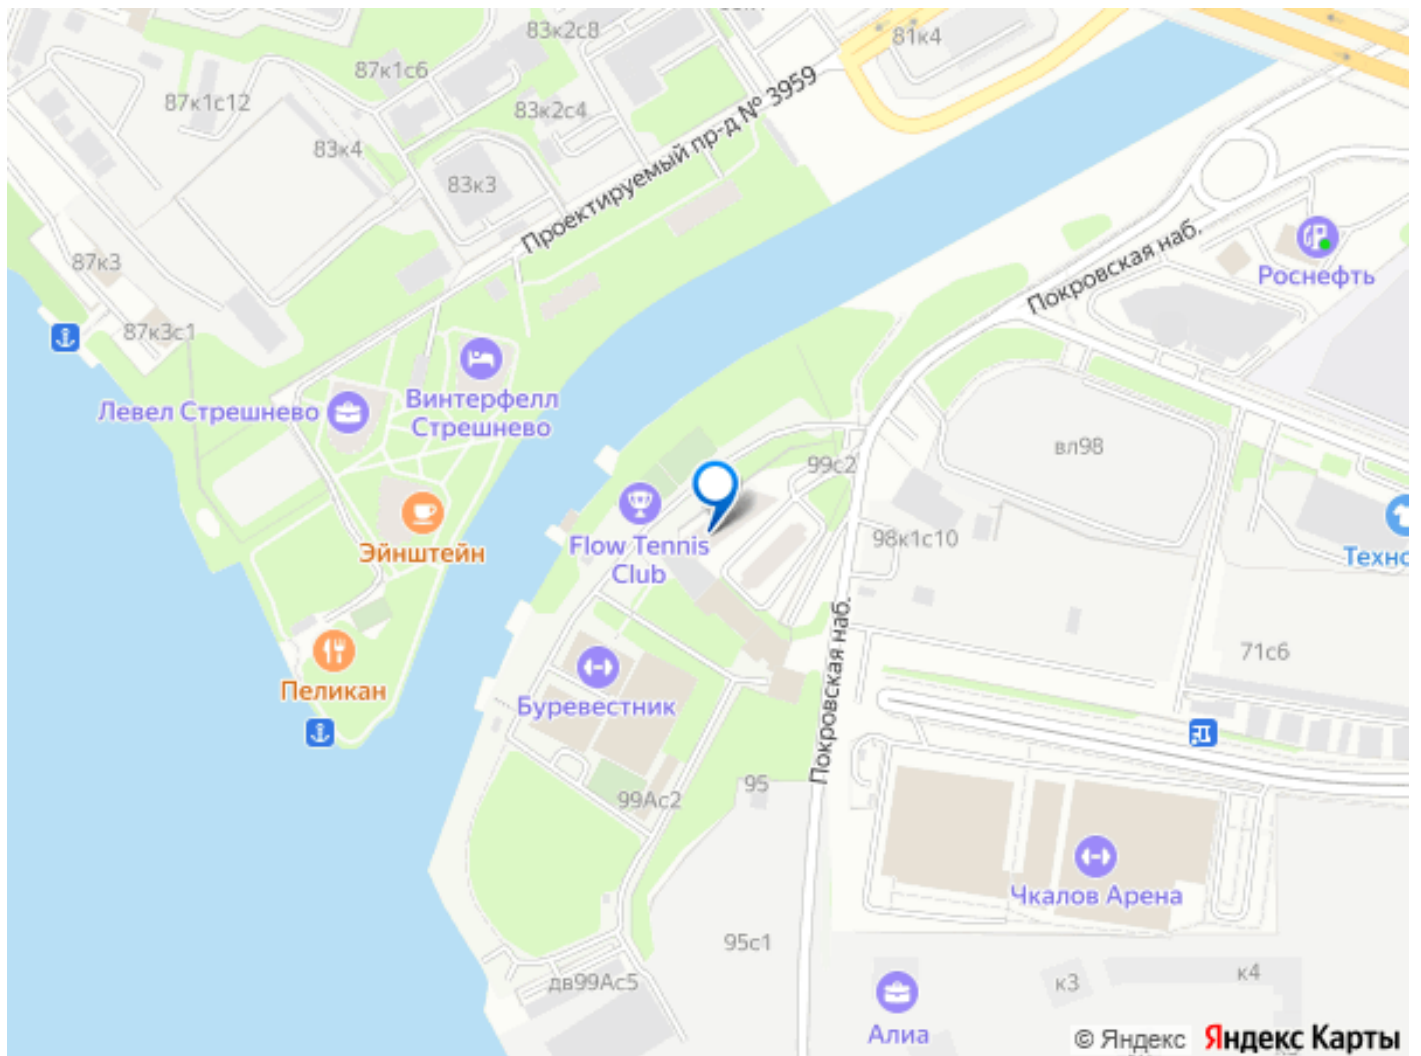 83к2с8
81к4
87к1с6
87к1с12
83к2с4
83к4
83к3
Проектируемый пр-д № 3959
87к3
87к3с1
Покровская наб.
Роснефть
Левел Стрешнево
Винтерфелл
Стрешнево
вл98
99с2
98к1с10
Эйнштейн
Flow Tennis
Club
Техно
Пеликан
Буревестник
Покровская наб.
71с6
95
99Ас2
Чкалов Арена
95с1
дв99Ас5
к3
к4
Алиа
© Яндекс
Яндекс Карты